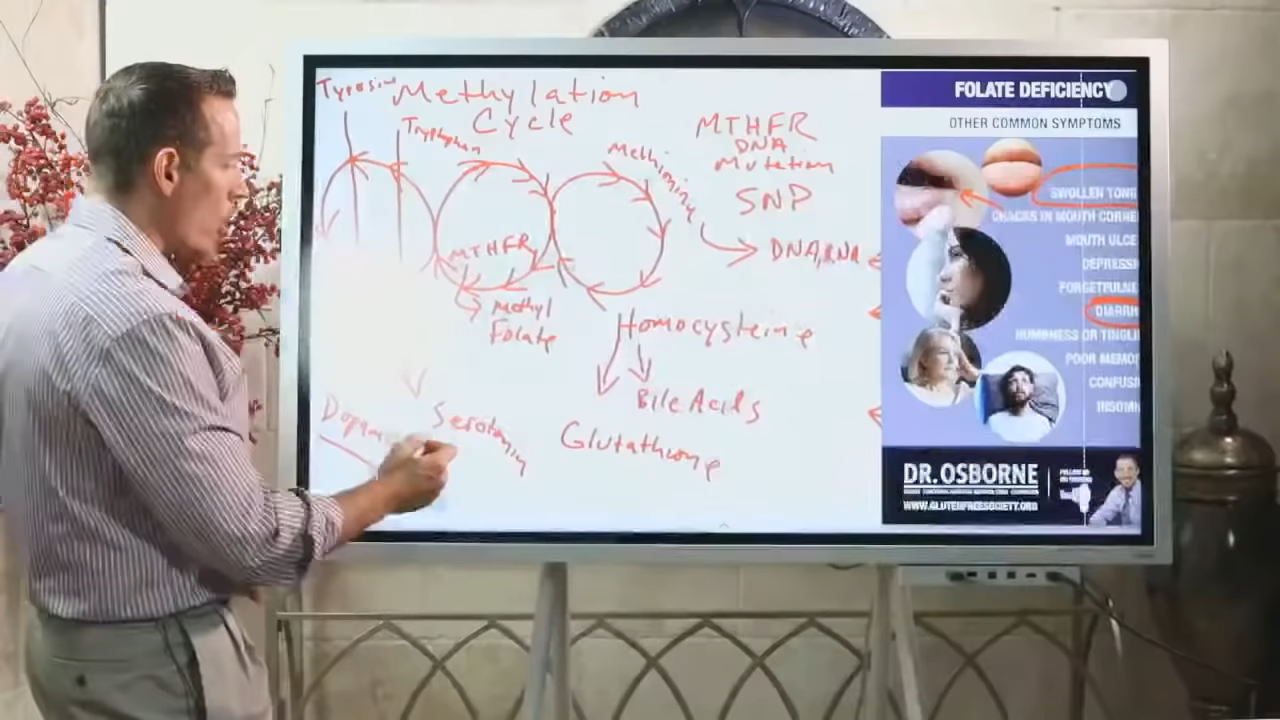 Tyrosin
Methylation
Cycle
Tryptophan
Methionine
MTHFR
DNA
Mutation
SNP
DNA, RNA
MTHFR
Methyl
Folate
Homocysteine
Bile Acids
Glutathione
Serotonin
FOLATE DEFICIENCY
OTHER COMMON SYMPTOMS
SWOLLEN TONG
CRACKS IN MOUTH CORNE
MOUTH ULCE
DEPRESSI
FORGETFULNE
DIARRH
NUMBNESS OR TINGLI
POOR MEMO
CONFUSI
INSOM
DR. OSBORNE
WWW.GLUTENFREESOCIETY.ORG